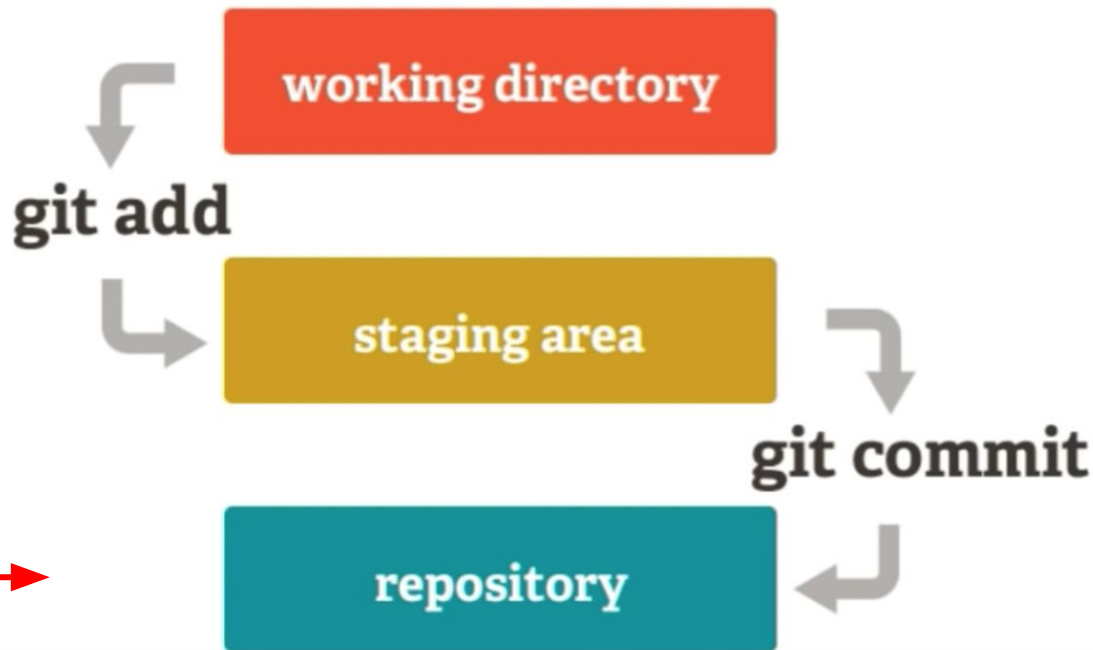 working directory
git add
staging area
git commit
repository